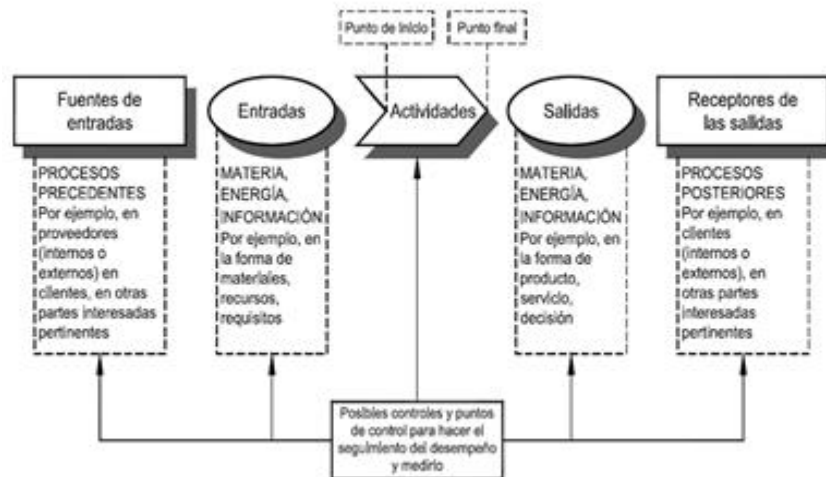 Punto de inicio
Punto final
Fuentes de
entradas
Entradas
Actividades
Salidas
Receptores de
las salidas
PROCESOS
PRECEDENTES
Por ejemplo, en
proveedores
(internos o
externos) en
clientes, en otras
partes interesadas
pertinentes
MATERIA,
ENERGÍA,
INFORMACIÓN
Por ejemplo, en
la forma de
materiales,
recursos,
requisitos
MATERIA,
ENERGÍA,
INFORMACIÓN
Por ejemplo, en
la forma de
producto,
servicio,
decisión
PROCESOS
POSTERIORES
Por ejemplo, en
clientes
(internos o
externos), en
otras partes
interesadas
pertinentes
Posibles controles y puntos
de control para hacer el
seguimiento del desempeño
y medirlo